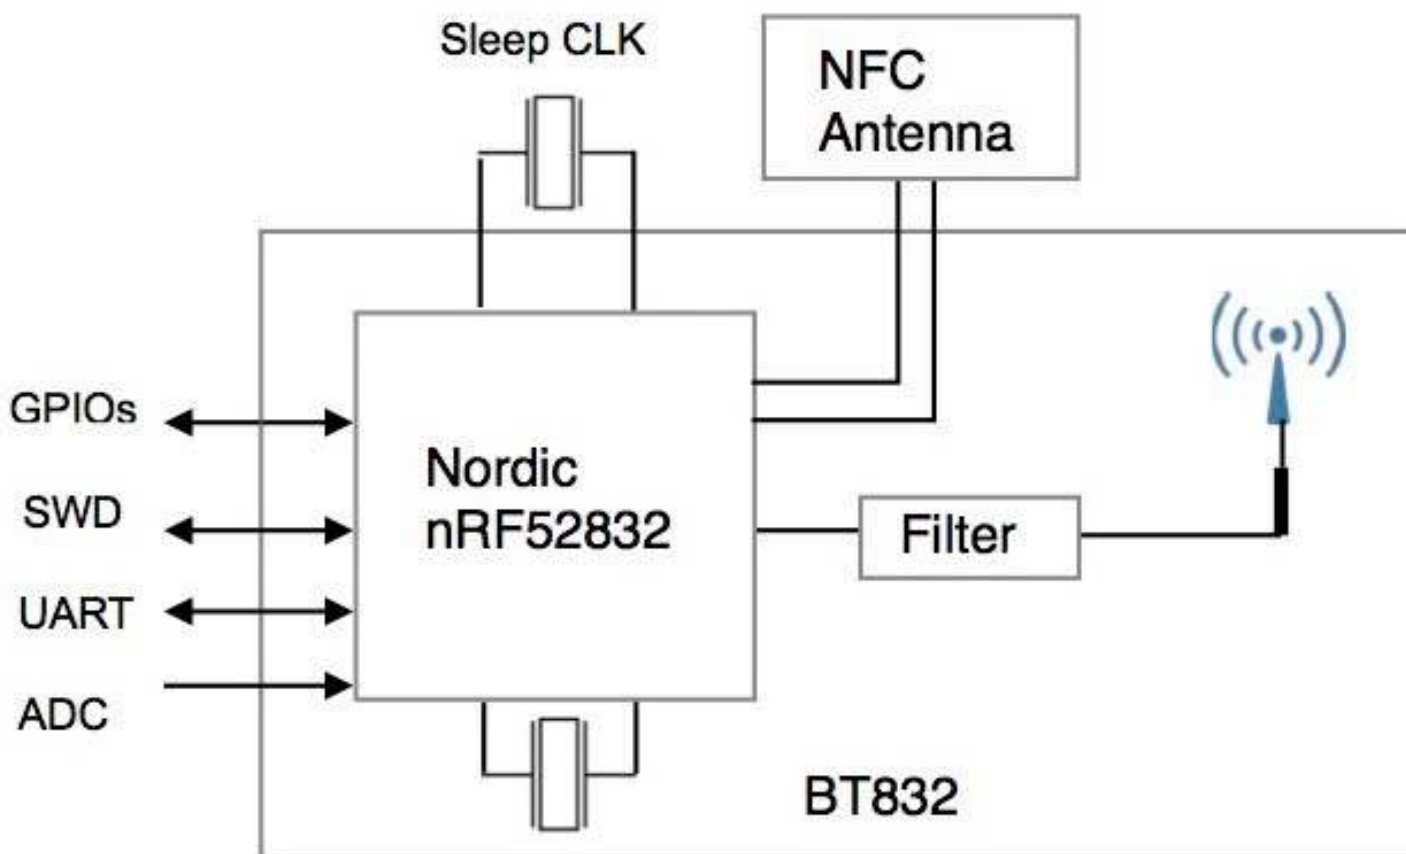 Sleep CLK
NFC
Antenna
GPIOs
SWD
UART
ADC
Nordic
nRF52832
Filter
BT832